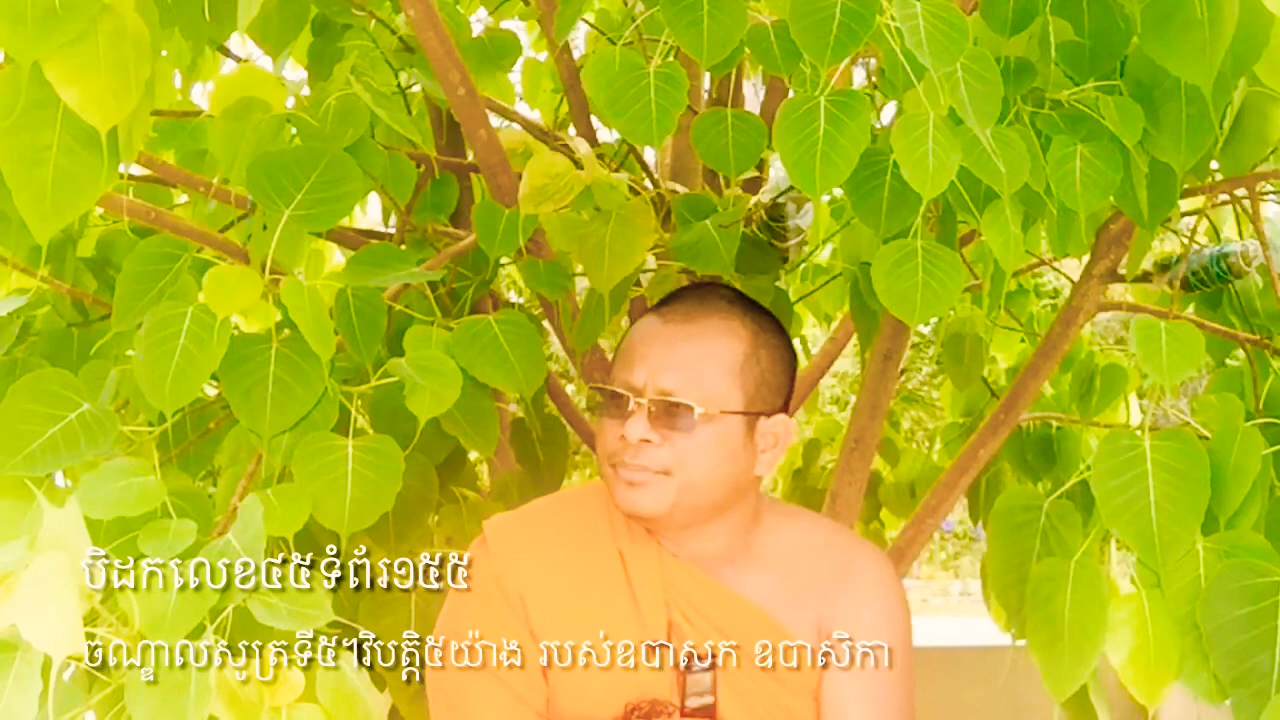 បិដកលេខ៤៥ទំព័រ១៥៥
ចណ្ឌាលសូត្រទី៥។វិបត្តិ៥យ៉ាង របស់ឧបាសក ឧបាសិកា